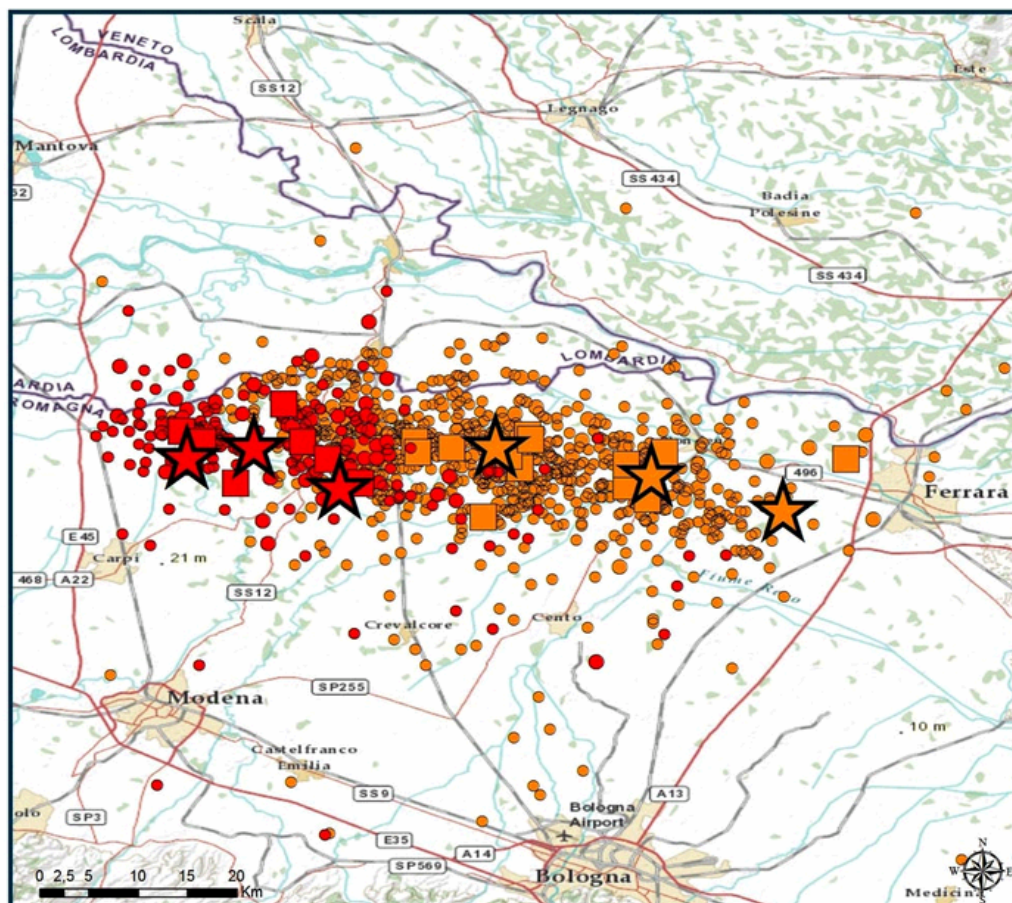 Scala
VENETO
LOMBARDIA
Este
SS12
Legnago
Mantova
SS 434
Badia
Polesine
SS 434
LOMBARDIA
ARDIA
ROMAGNA
496
Ferrara
E 45
Carpi
21 m
468
A22
SS12
Fiume Reno
Crevalcore
Cento
SP255
Modena
10 m
Castelfranco
Emilia
SS9
A13
SP3
Bologna
Airport
E35
A14
SP569
Bologna
0 2,5 5 10 15 20
Km
N
W
E
Medicina